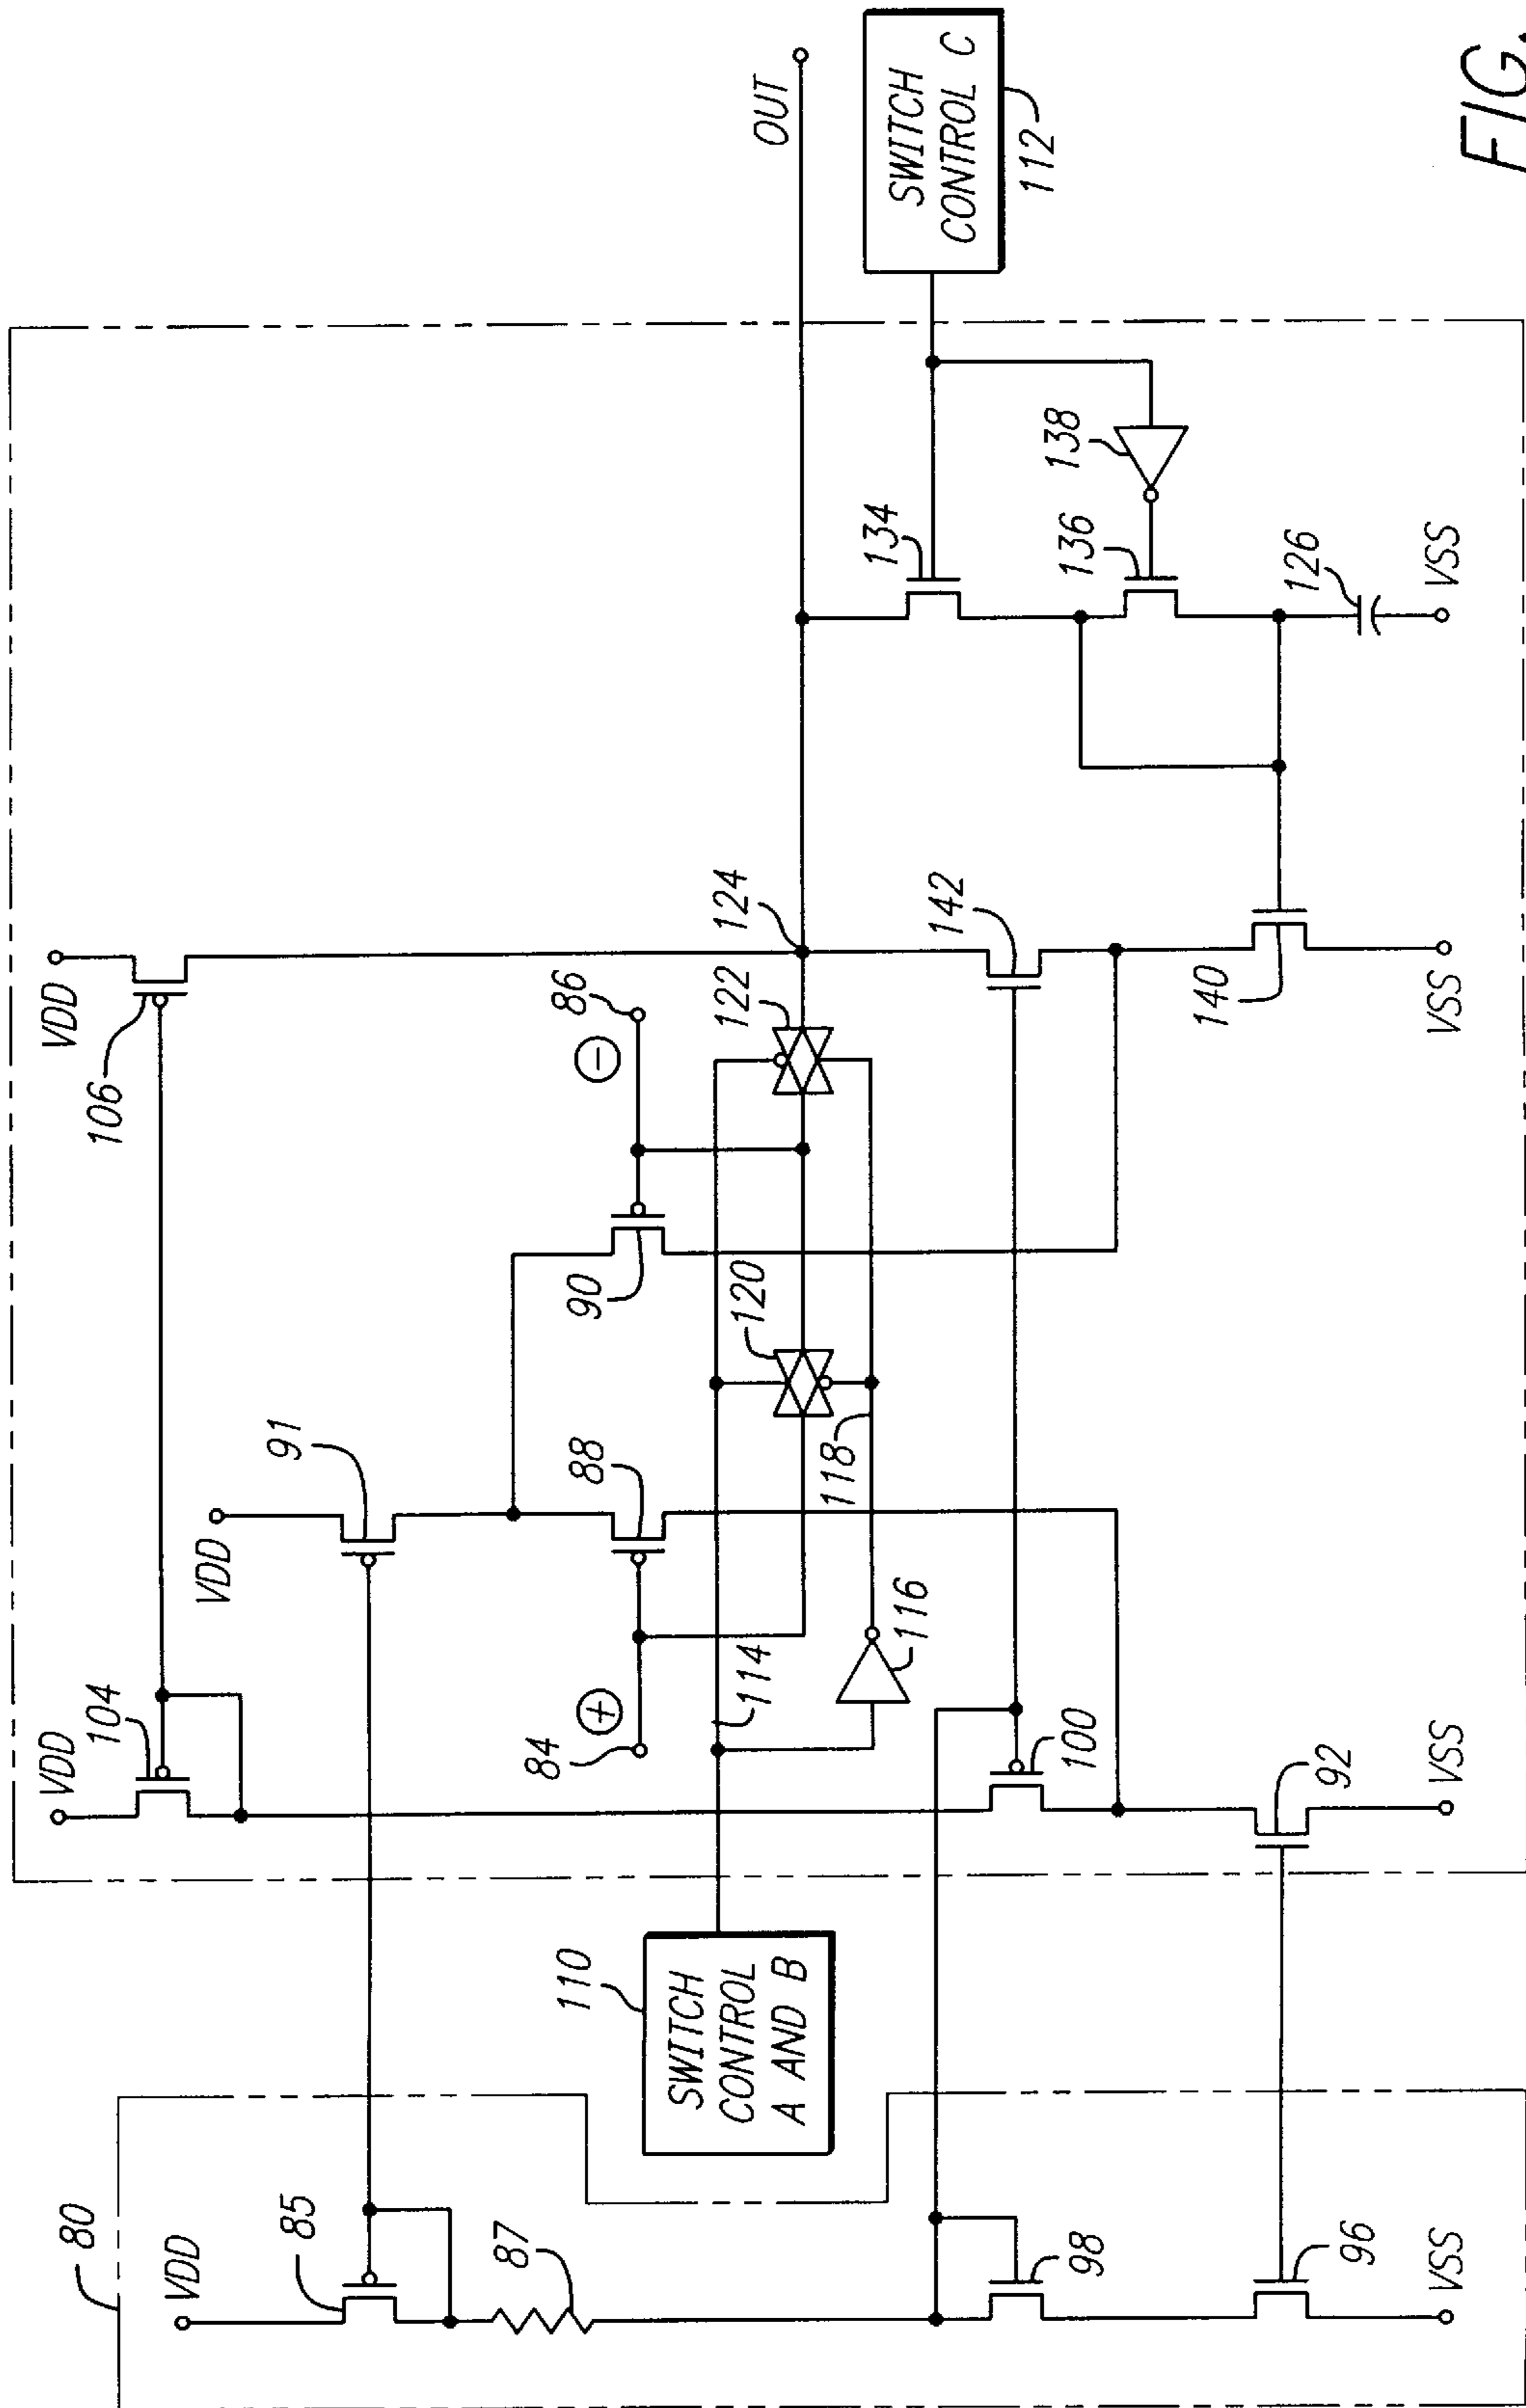 80
VDD
85
87
98
96
VSS
110
SWITCH
CONTROL
A AND B
VDD
104
84
+
114
116
100
92
VSS
VDD
91
88
118
120
90
−
86
122
124
VDD
106
142
140
VSS
134
136
138
126
VSS
OUT
SWITCH
CONTROL C
112
FIG.